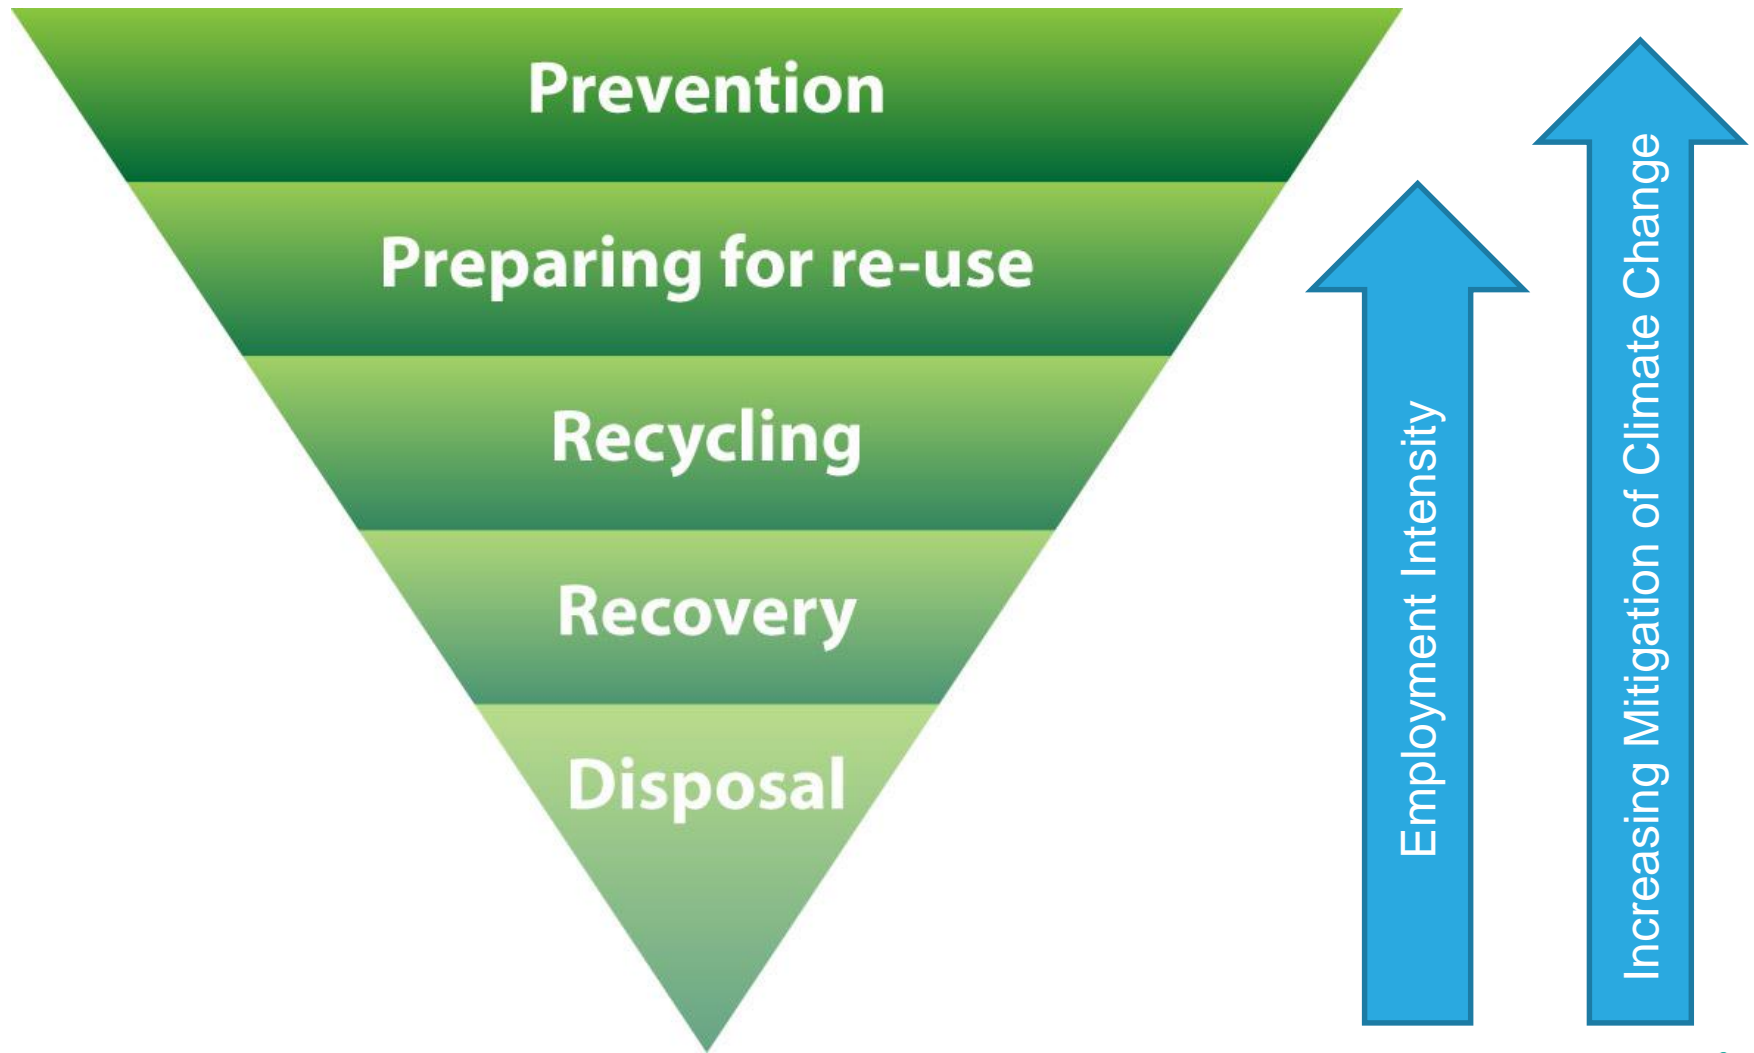 Prevention
Preparing for re-use
Recycling
Recovery
Disposal
Employment Intensity
Increasing Mitigation of Climate Change